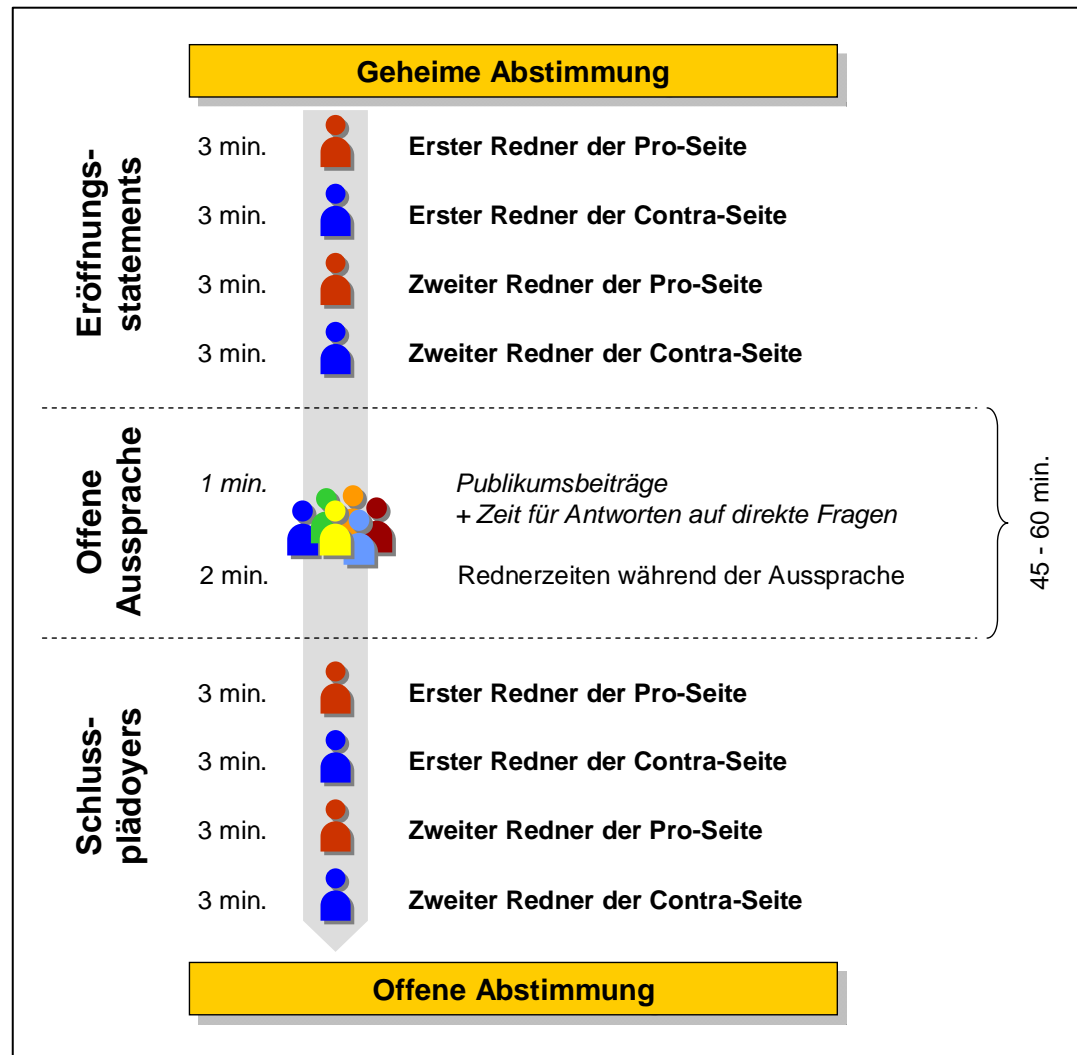 Geheime Abstimmung
Eröffnungs-
statements
3 min.
Erster Redner der Pro-Seite
3 min.
Erster Redner der Contra-Seite
3 min.
Zweiter Redner der Pro-Seite
3 min.
Zweiter Redner der Contra-Seite
Offene
Aussprache
1 min.
Publikumsbeiträge
+ Zeit für Antworten auf direkte Fragen
2 min.
Rednerzeiten während der Aussprache
45 - 60 min.
Schluss-
plädoyers
3 min.
Erster Redner der Pro-Seite
3 min.
Erster Redner der Contra-Seite
3 min.
Zweiter Redner der Pro-Seite
3 min.
Zweiter Redner der Contra-Seite
Offene Abstimmung